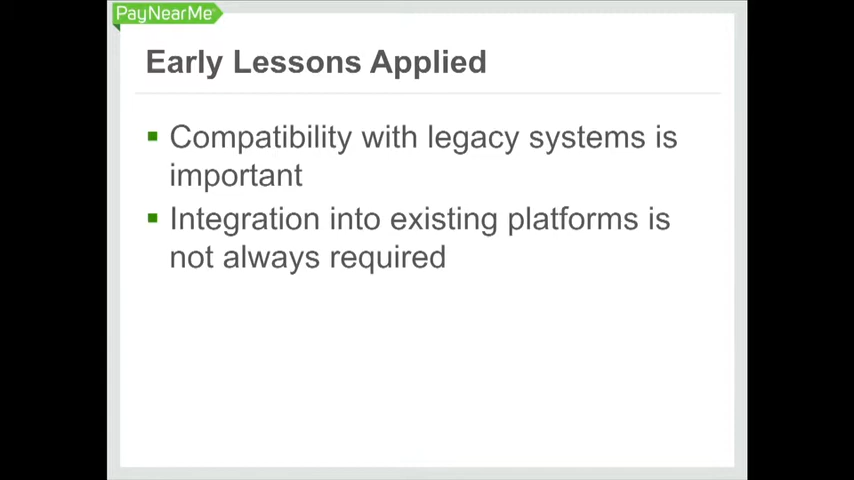 PayNearMe
Early Lessons Applied
Compatibility with legacy systems is
important
Integration into existing platforms is
not always required